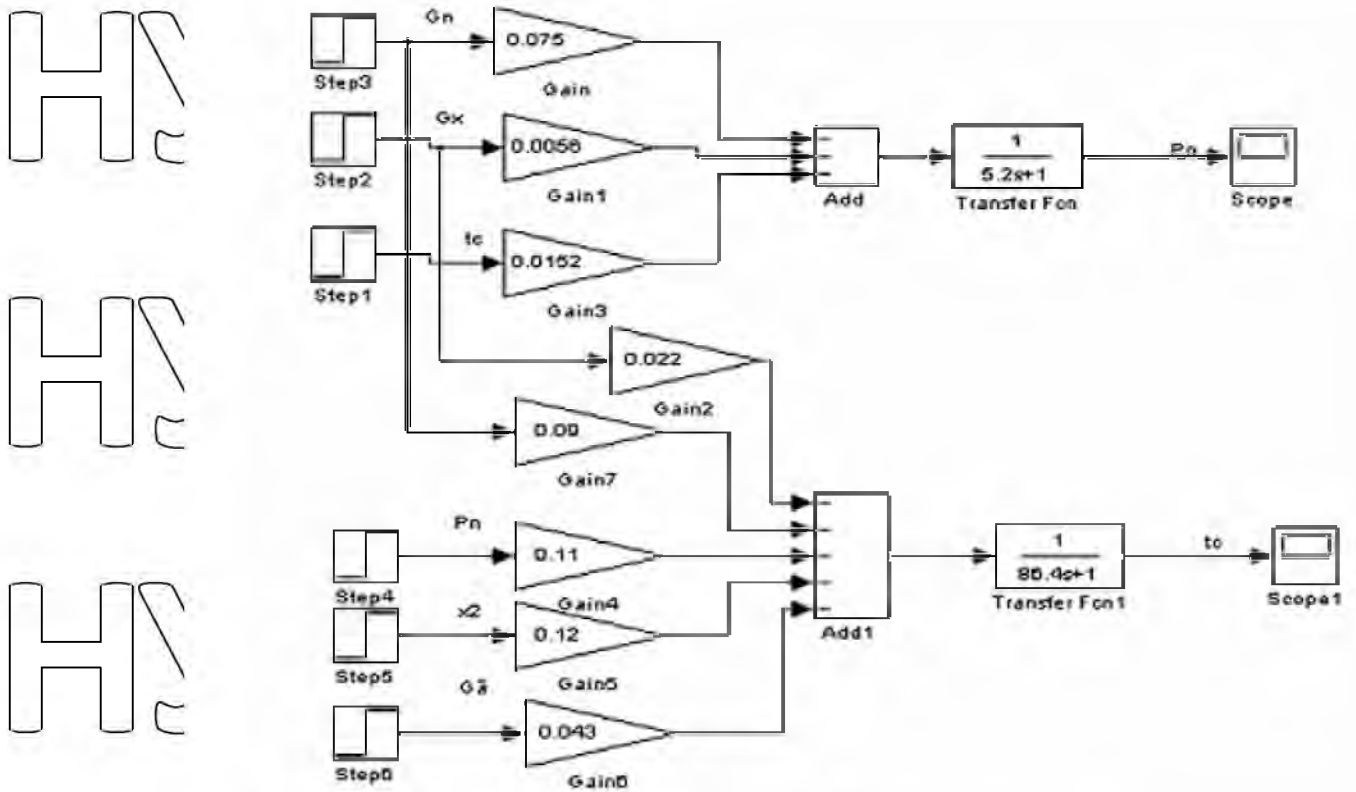 Gn
0.075
Step3
Gain
Gx
0.0056
Step2
Gain1
1
5.2s+1
Add
Transfer Fcn
Scope
tc
0.0152
Step1
Gain3
0.022
Gain2
0.09
Gain7
Pn
0.11
Step4
Gain4
1
86.4s+1
to
Transfer Fcn1
Scope1
x2
0.12
Add1
Step5
Gain5
0.043
Step6
Gain6